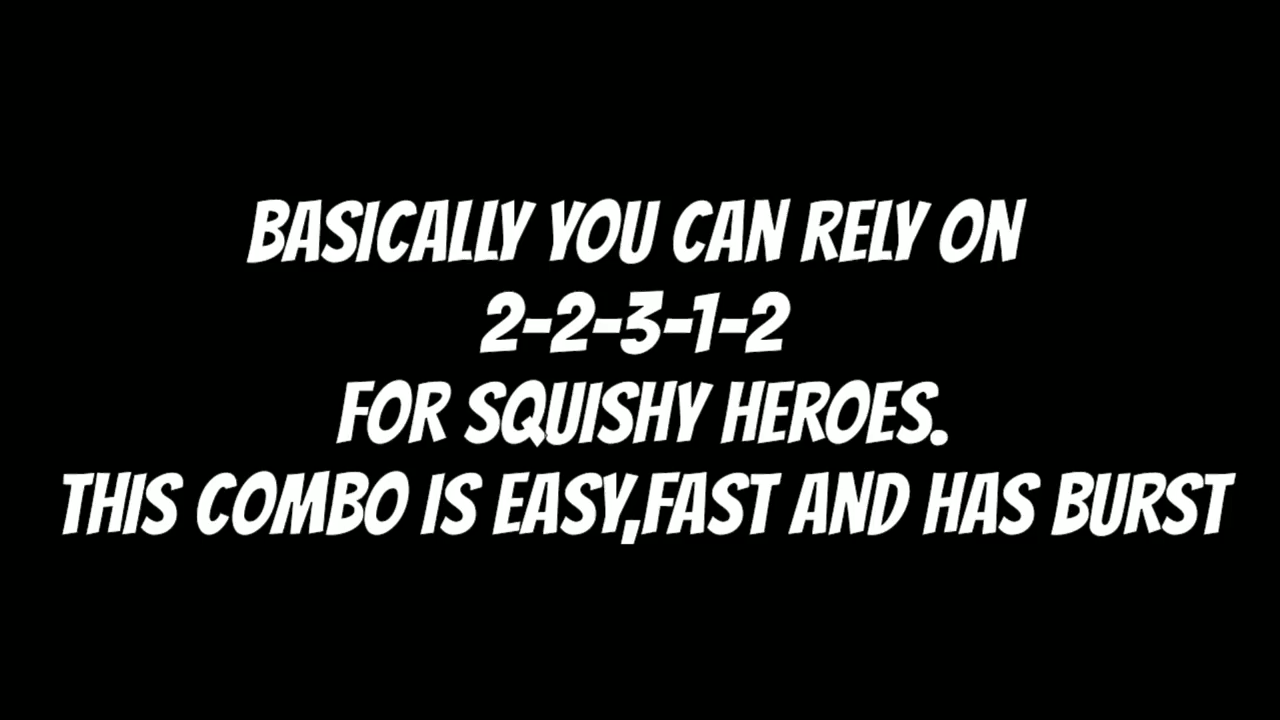 BASICALLY YOU CAN RELY ON
2-2-3-1-2
FOR SQUISHY HEROES.
THIS COMBO IS EASY,FAST AND HAS BURST